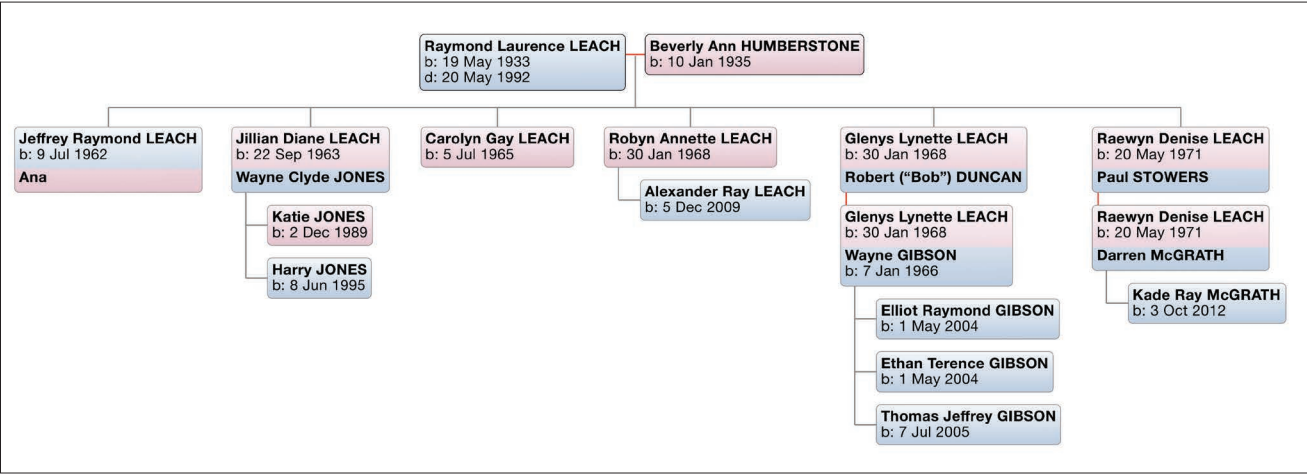 Raymond Laurence LEACH
b: 19 May 1933
d: 20 May 1992
Beverly Ann HUMBERSTONE
b: 10 Jan 1935
Jeffrey Raymond LEACH
b: 9 Jul 1962
Ana
Jillian Diane LEACH
b: 22 Sep 1963
Wayne Clyde JONES
Katie JONES
b: 2 Dec 1989
Harry JONES
b: 8 Jun 1995
Carolyn Gay LEACH
b: 5 Jul 1965
Robyn Annette LEACH
b: 30 Jan 1968
Alexander Ray LEACH
b: 5 Dec 2009
Glenys Lynette LEACH
b: 30 Jan 1968
Robert (“Bob”) DUNCAN
Glenys Lynette LEACH
b: 30 Jan 1968
Wayne GIBSON
b: 7 Jan 1966
Elliot Raymond GIBSON
b: 1 May 2004
Ethan Terence GIBSON
b: 1 May 2004
Thomas Jeffrey GIBSON
b: 7 Jul 2005
Raewyn Denise LEACH
b: 20 May 1971
Paul STOWERS
Raewyn Denise LEACH
b: 20 May 1971
Darren McGRATH
Kade Ray McGRATH
b: 3 Oct 2012